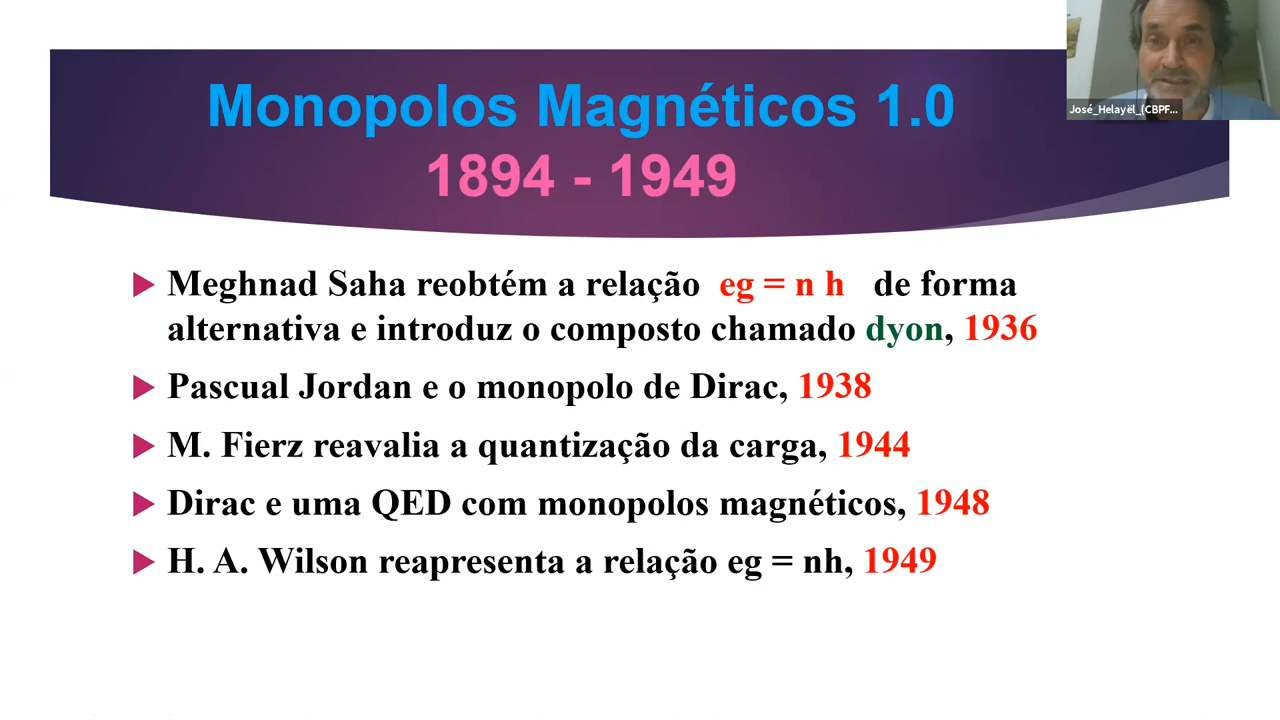 Monopolos Magnéticos 1.0
1894 - 1949
José_Helayël_(CBPF...
Meghnad Saha reobtém a relação eg = n h de forma
alternativa e introduz o composto chamado dyon, 1936
Pascual Jordan e o monopolo de Dirac, 1938
M. Fierz reavalia a quantização da carga, 1944
Dirac e uma QED com monopolos magnéticos, 1948
H. A. Wilson reapresenta a relação eg = nh, 1949